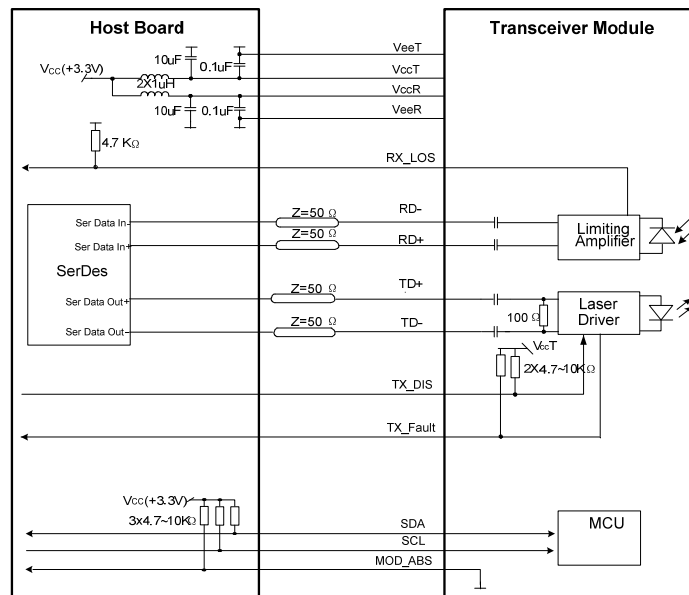 Host Board
Transceiver Module
VeeT
10uF
0.1uF
VCC(+3.3V)
VccT
2X1uH
VccR
10uF
0.1uF
VeeR
4.7 KΩ
RX_LOS
Z=50 Ω
RD-
Ser Data In-
Limiting
Amplifier
Z=50 Ω
RD+
Ser Data In+
SerDes
Z=50 Ω
TD+
Ser Data Out+
Laser
Driver
100 Ω
Z=50 Ω
TD-
Ser Data Out-
VccT
2X4.7~10KΩ
TX_DIS
TX_Fault
VCC(+3.3V)
3x4.7~10KΩ
SDA
MCU
SCL
MOD_ABS